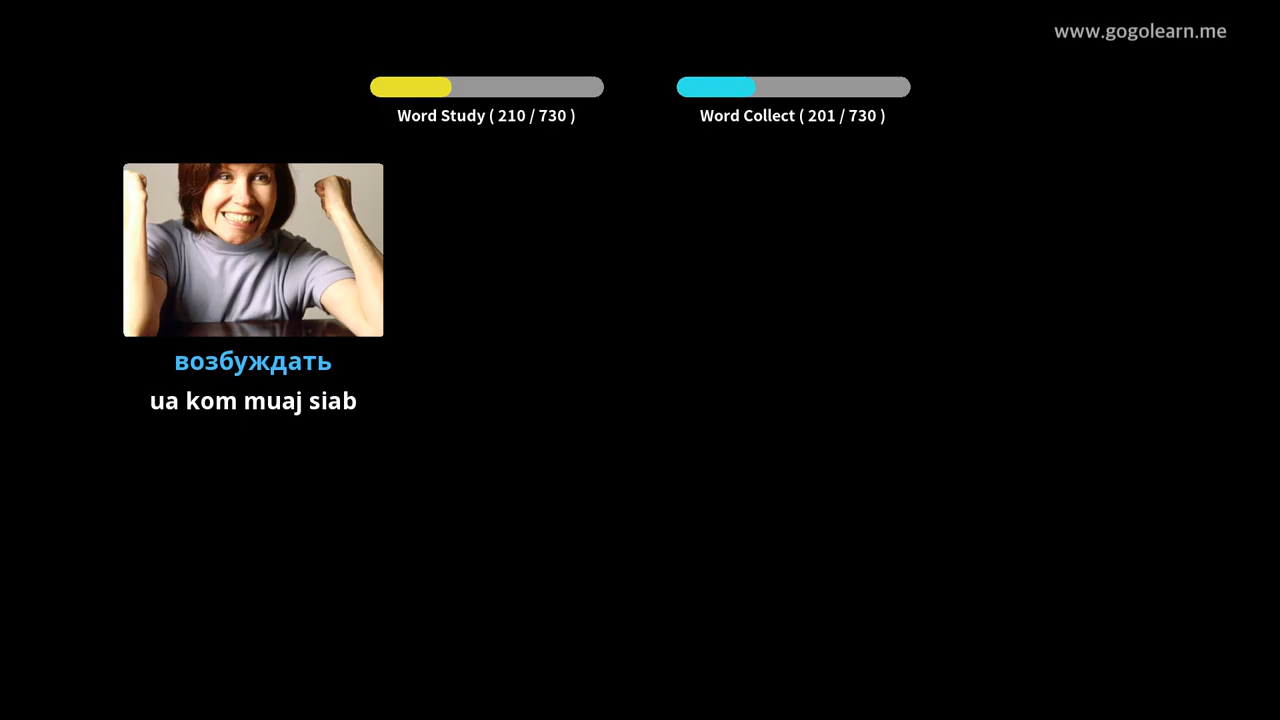 www.gogolearn.me
Word Study ( 210 / 730 )
Word Collect ( 201 / 730 )
возбуждать
ua kom muaj siab